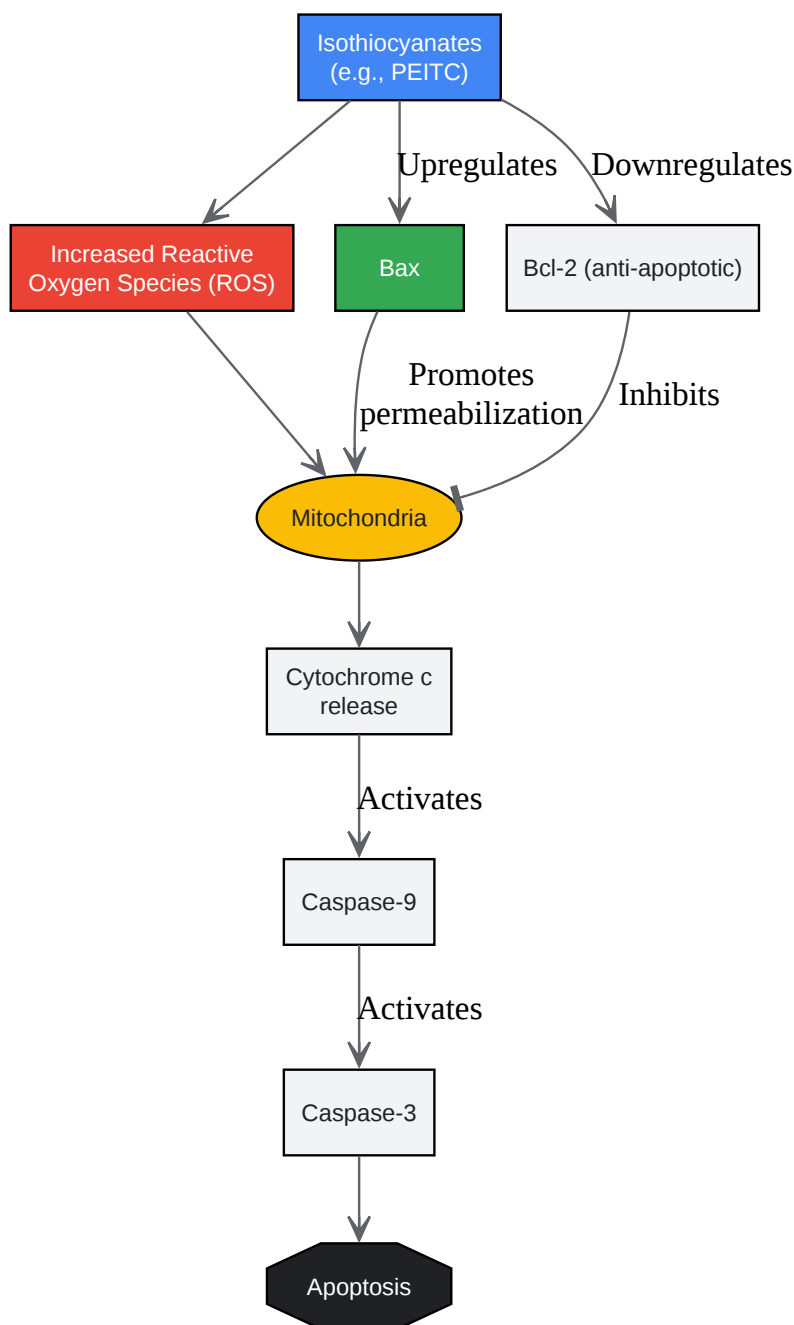 Isothiocyanates
(e.g., PEITC)
Upregulates
Downregulates
Increased Reactive
Oxygen Species (ROS)
Bax
Bcl-2 (anti-apoptotic)
Promotes
permeabilization
Inhibits
Mitochondria
Cytochrome c
release
Activates
Caspase-9
Activates
Caspase-3
Apoptosis